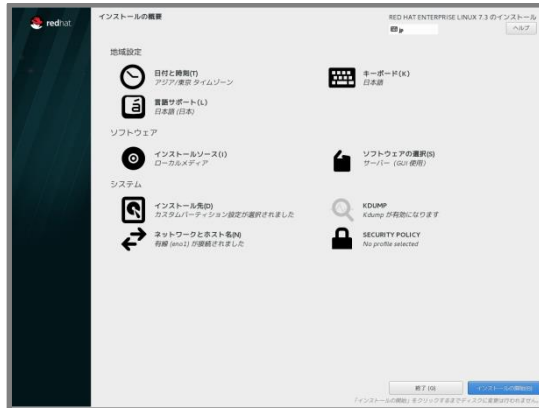 redhat
インストールの概要
RED HAT ENTERPRISE LINUX 7.3 のインストール
jp
ヘルプ
地域設定
日付と時刻(T)
アジア/東京 タイムゾーン
キーボード(K)
日本語
言語サポート(L)
日本語 (日本)
ソフトウェア
インストールソース(I)
ローカルメディア
ソフトウェアの選択(S)
サーバー (GUI 使用)
システム
インストール先(D)
カスタムパーティション設定が選択されました
KDUMP
Kdump が有効になります
ネットワークとホスト名(N)
有線 (eno1) が接続されました
SECURITY POLICY
No profile selected
終了(Q)
インストールの開始(B)
「インストールの開始」をクリックするまでディスクに変更は行われません。